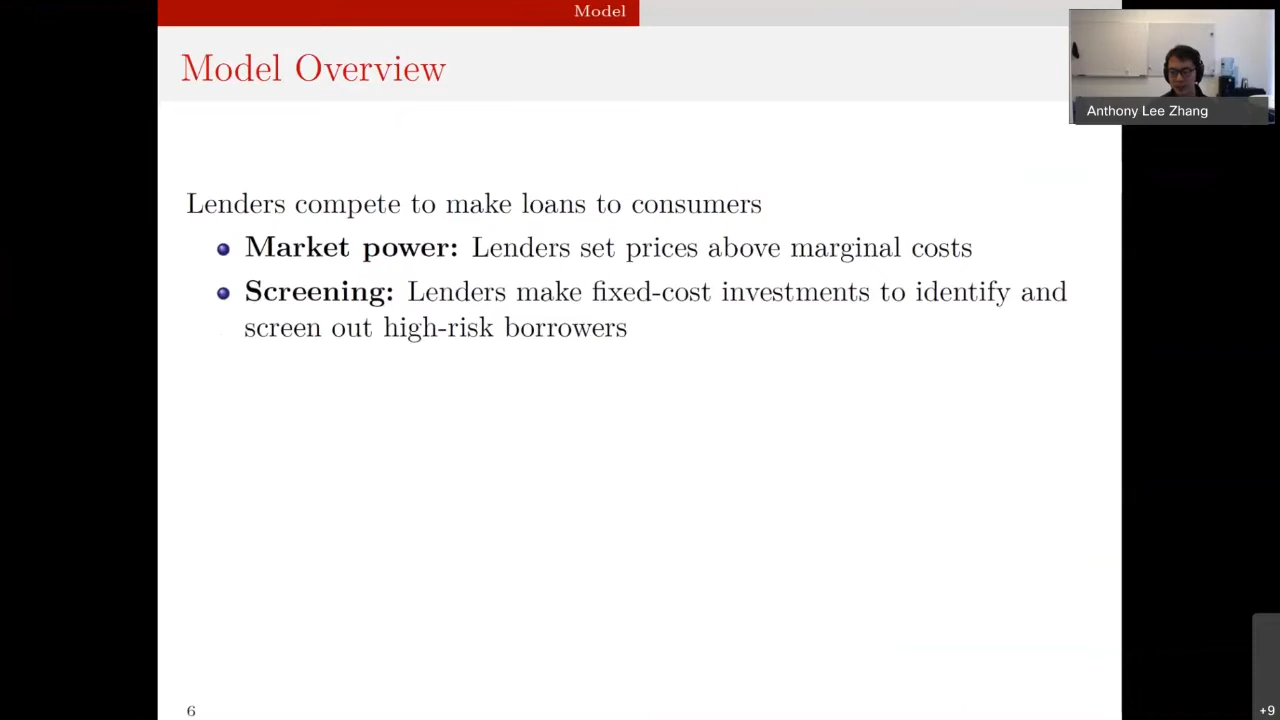 Model
Model Overview
Anthony Lee Zhang
Lenders compete to make loans to consumers
Market power: Lenders set prices above marginal costs
Screening: Lenders make fixed-cost investments to identify and
screen out high-risk borrowers
6
+9